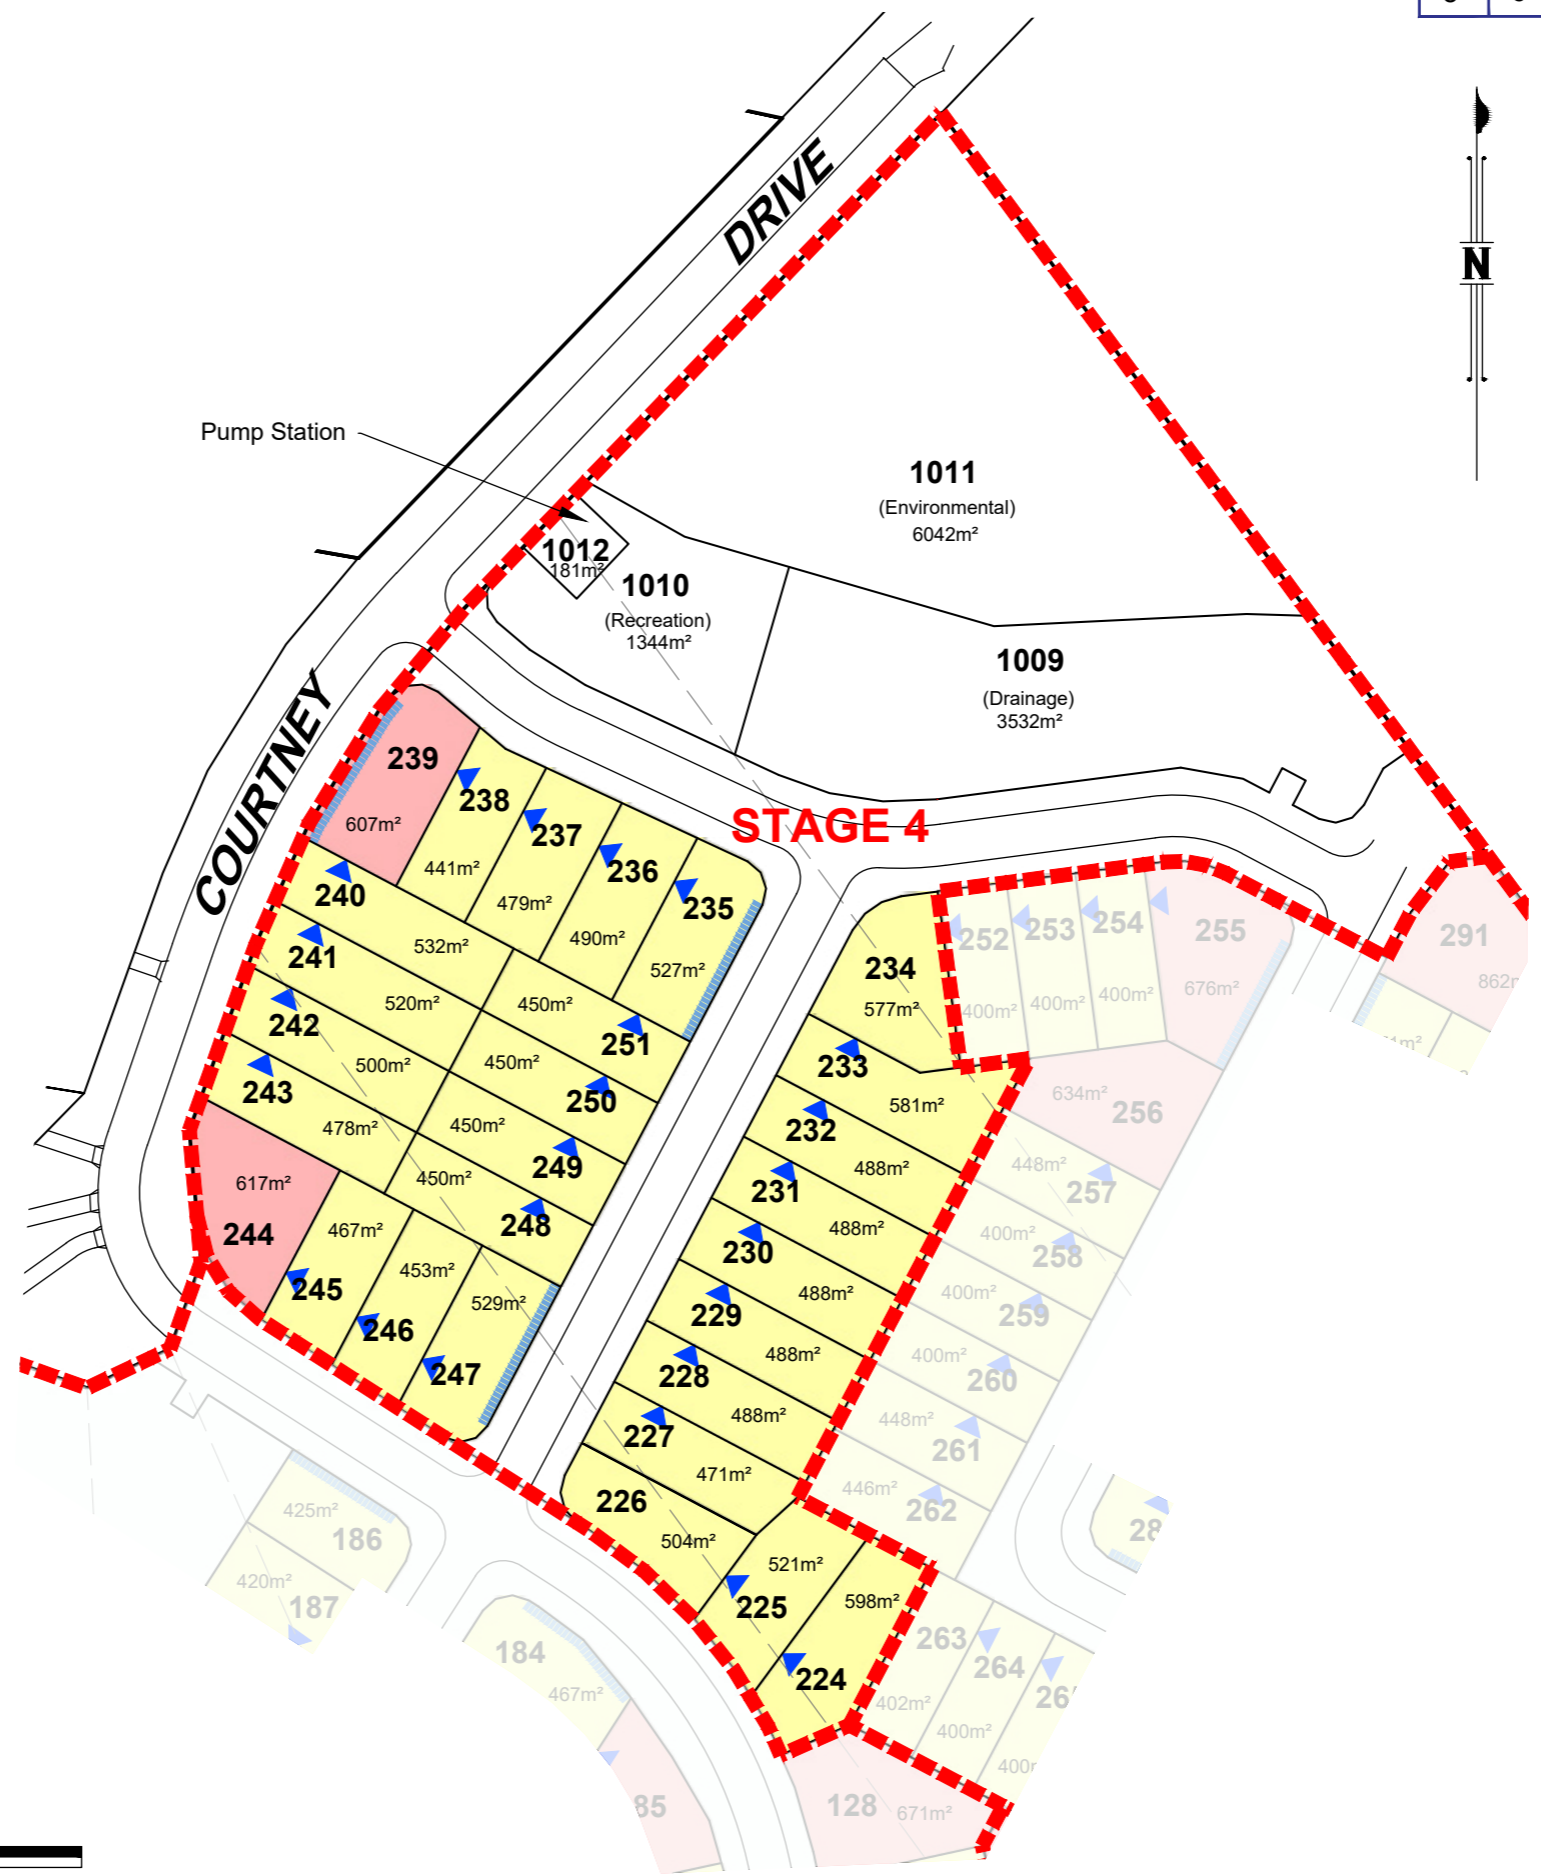 DRIVE
N
Pump Station
1011
(Environmental)
6042m²
1012
181m²
1010
(Recreation)
1344m²
1009
(Drainage)
3532m²
COURTNEY
STAGE 4
239
607m²
238
441m²
237
479m²
236
490m²
235
527m²
240
532m²
241
520m²
242
500m²
243
478m²
244
617m²
245
467m²
246
453m²
247
529m²
248
450m²
249
450m²
250
450m²
251
450m²
234
577m²
233
581m²
232
488m²
231
488m²
230
488m²
229
488m²
228
488m²
227
471m²
226
504m²
225
521m²
224
598m²
252
400m²
253
400m²
254
400m²
255
676m²
291
256
634m²
257
448m²
258
400m²
259
400m²
260
400m²
261
448m²
262
446m²
263
402m²
264
400m²
186
425m²
187
420m²
184
467m²
128
671m²